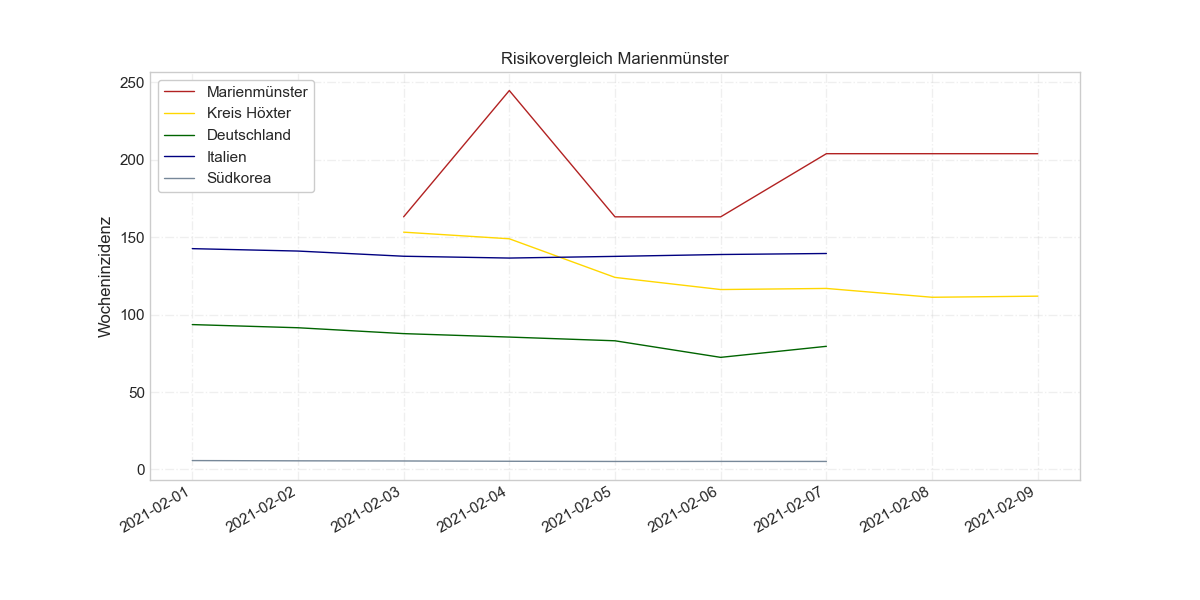 Risikovergleich Marienmünster
Marienmünster
Kreis Höxter
Deutschland
Italien
Südkorea
Wocheninzidenz
250
200
150
100
50
0
2021-02-01
2021-02-02
2021-02-03
2021-02-04
2021-02-05
2021-02-06
2021-02-07
2021-02-08
2021-02-09